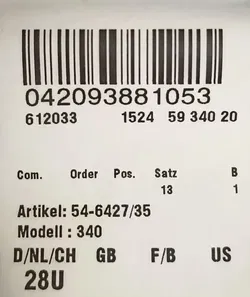 042093881053
612033 1524 59 340 20
Com. Order Pos. Satz B
13 1
Artikel: 54-6427/35
Modell : 340
D/NL/CH GB F/B US
28U